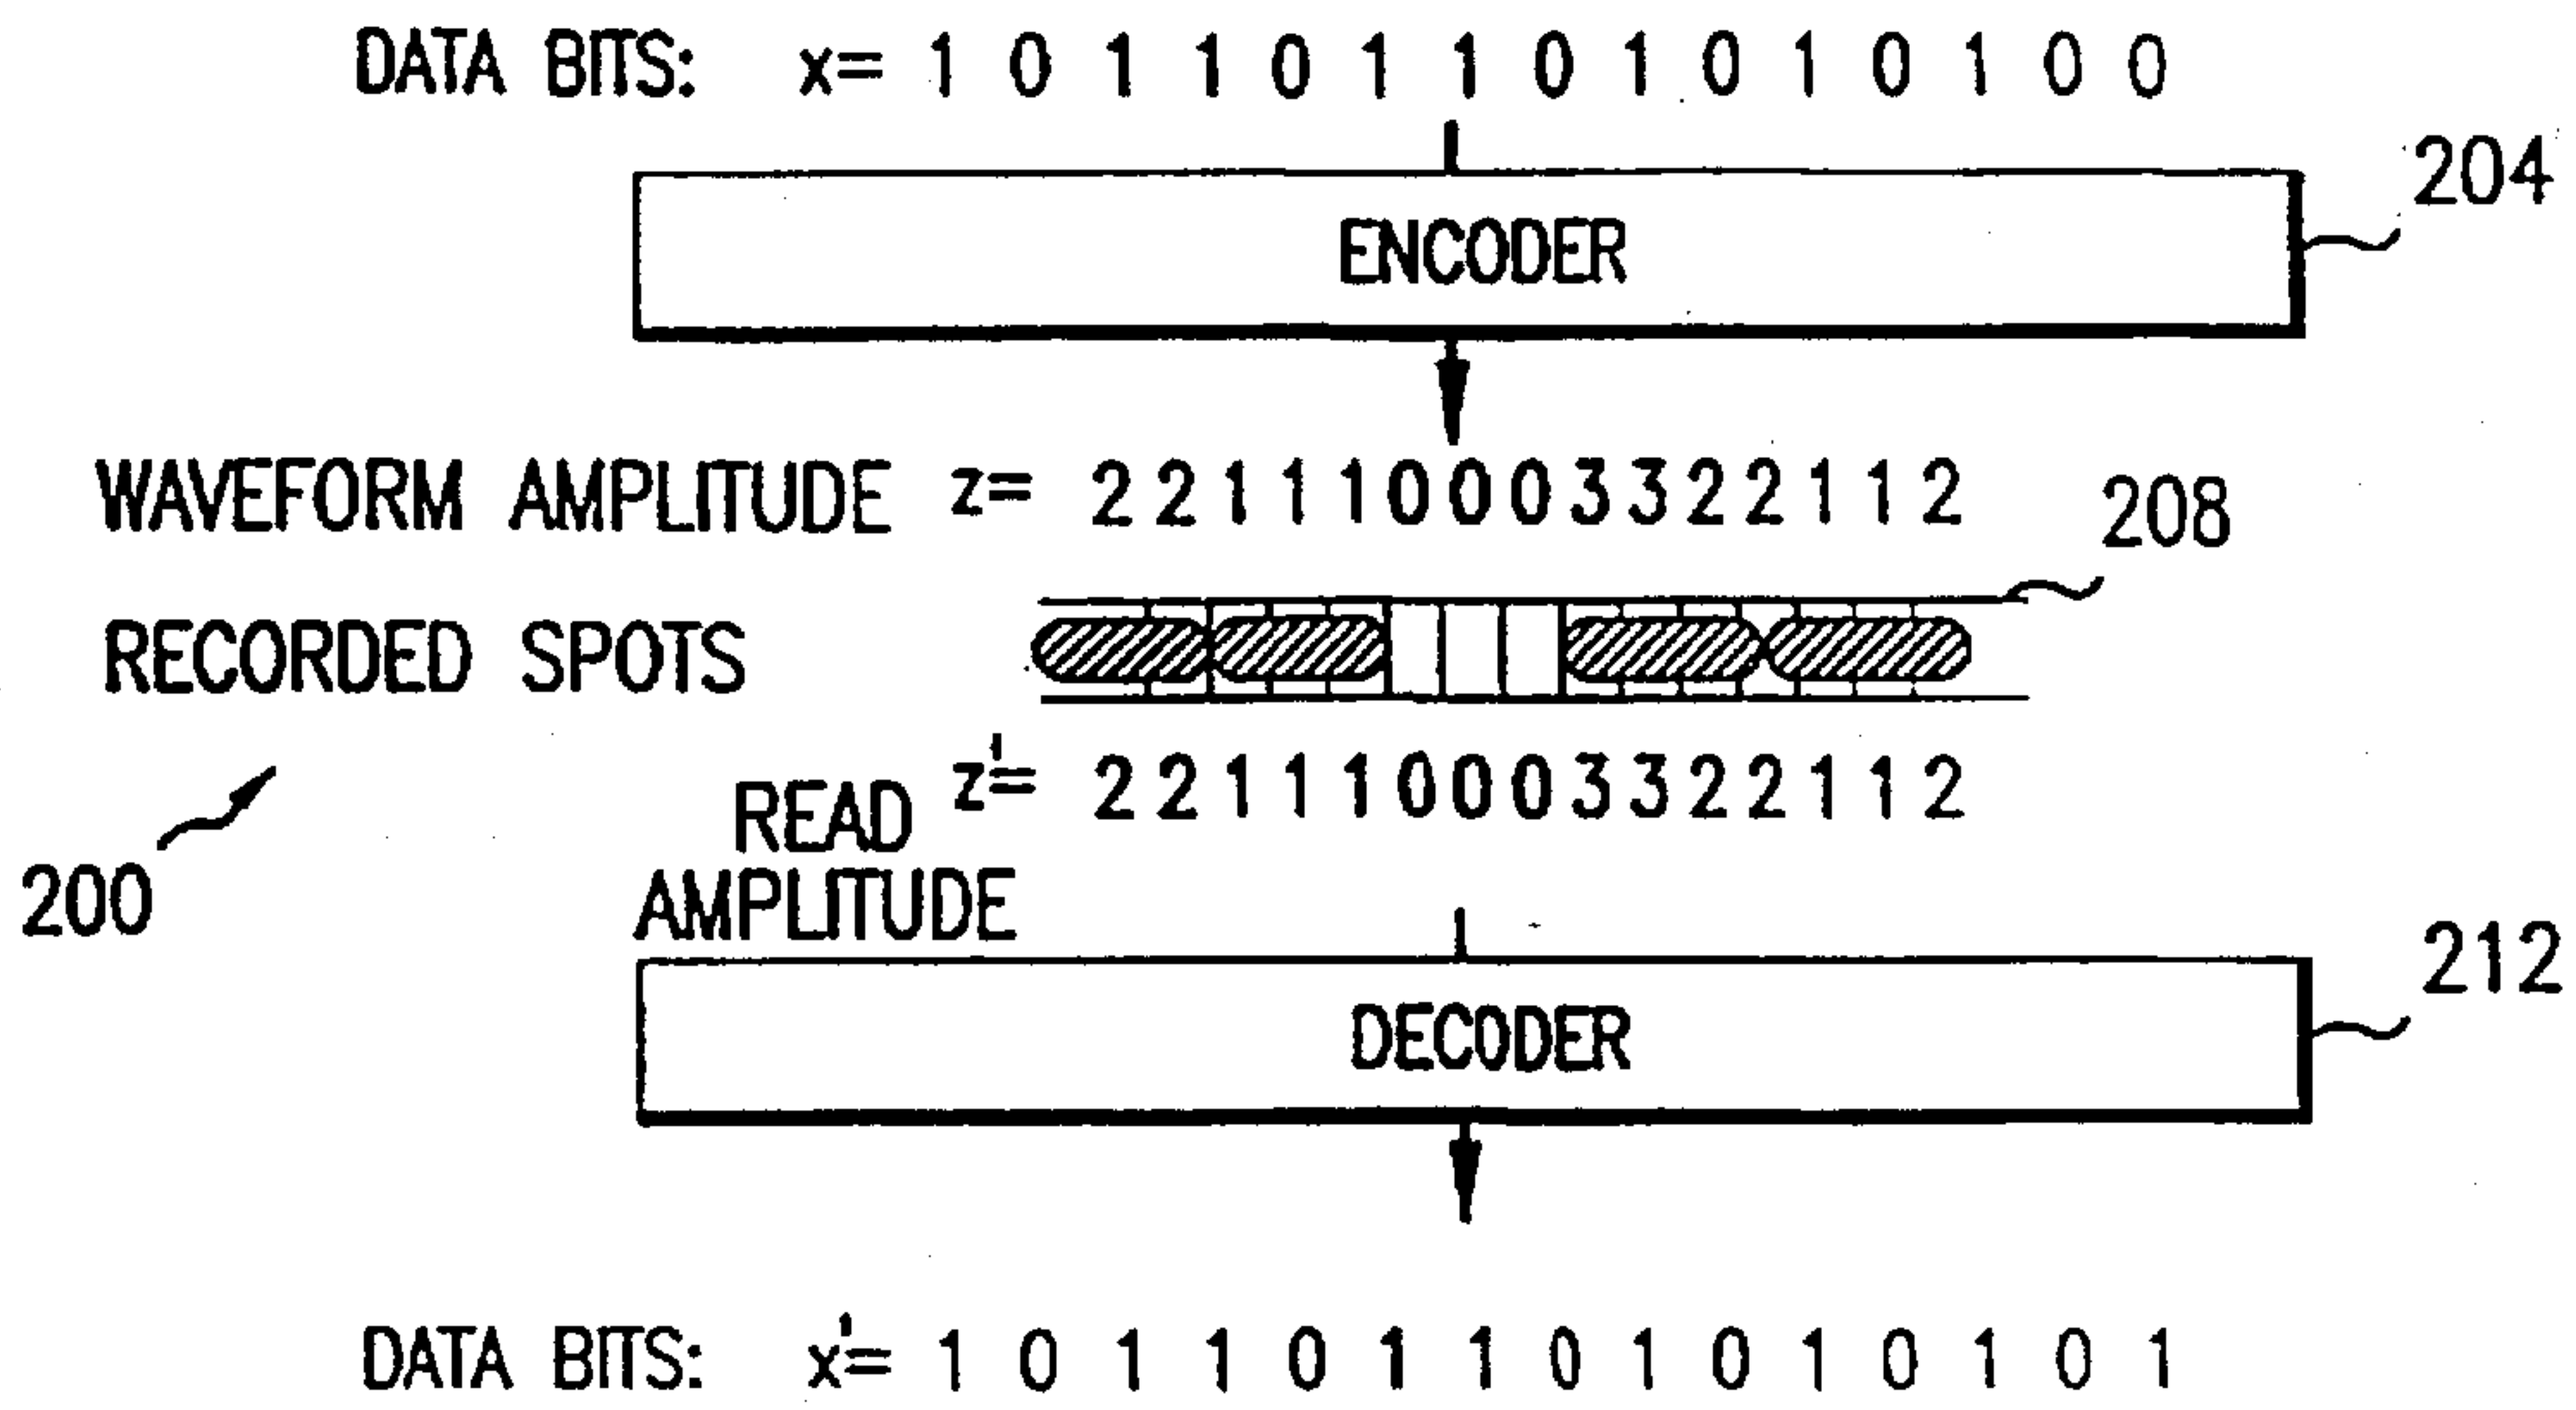 DATA BITS: x= 1 0 1 1 0 1 1 0 1 0 1 0 1 0 0
204
ENCODER
WAVEFORM AMPLITUDE z= 2 2 1 1 1 0 0 0 3 3 2 2 1 1 2
208
RECORDED SPOTS
READ AMPLITUDE z'= 2 2 1 1 1 0 0 0 3 3 2 2 1 1 2
200
212
DECODER
DATA BITS: x'= 1 0 1 1 0 1 1 0 1 0 1 0 1 0 1